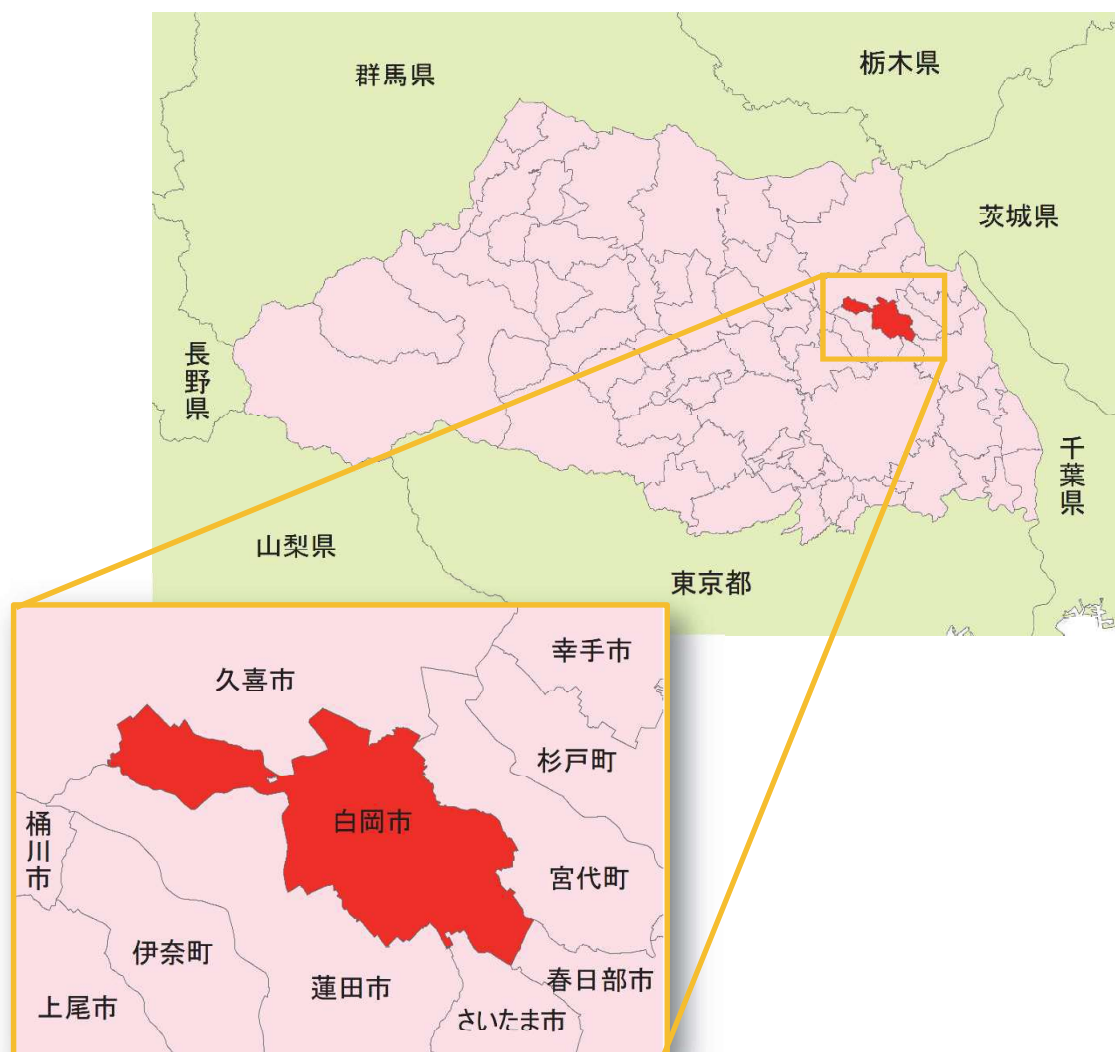 群馬県
栃木県
茨城県
長野県
千葉県
山梨県
東京都
幸手市
久喜市
杉戸町
白岡市
桶川市
宮代町
伊奈町
蓮田市
春日部市
上尾市
さいたま市